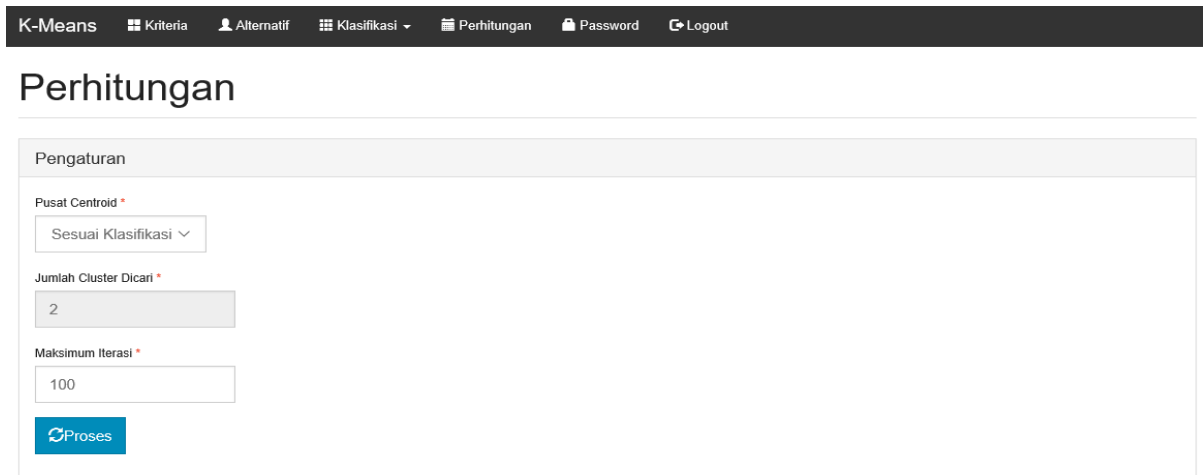 K-Means Kriteria Alternatif Klasifikasi Perhitungan Password Logout
Perhitungan
Pengaturan
Pusat Centroid *
Sesuai Klasifikasi
Jumlah Cluster Dicari *
2
Maksimum Iterasi *
100
Proses